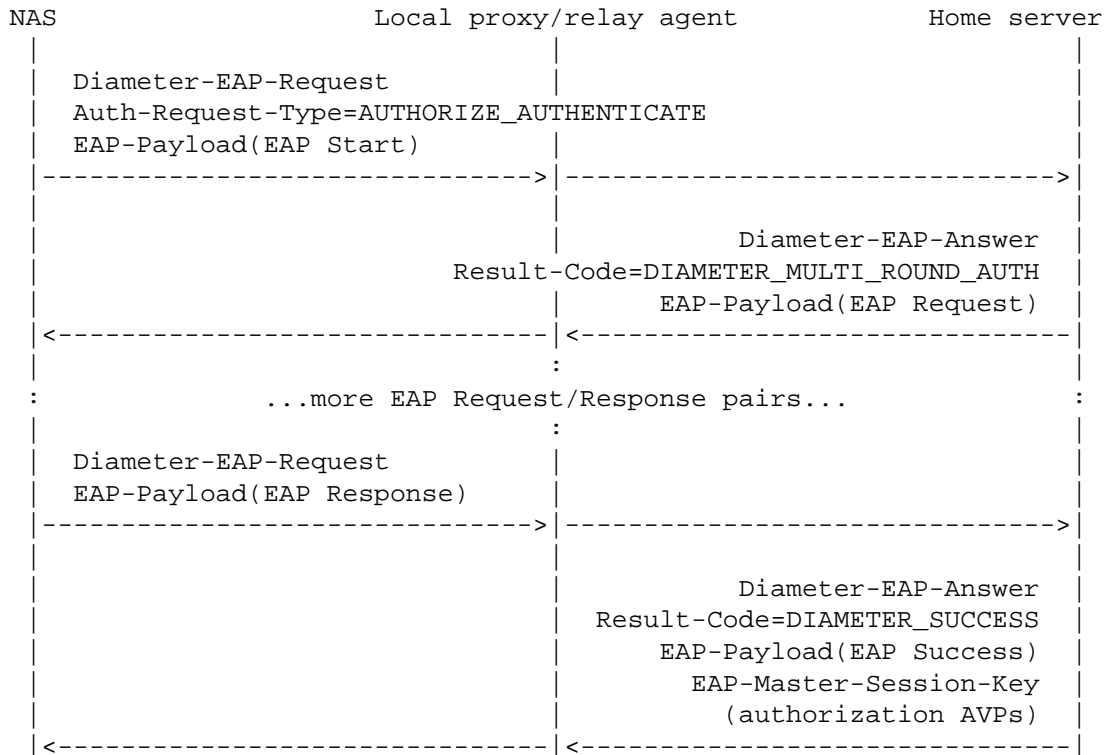 NAS Local proxy/relay agent Home server
Diameter-EAP-Request
Auth-Request-Type=AUTHORIZE_AUTHENTICATE
EAP-Payload(EAP Start)
Diameter-EAP-Answer
Result-Code=DIAMETER_MULTI_ROUND_AUTH
EAP-Payload(EAP Request)
...more EAP Request/Response pairs...
Diameter-EAP-Request
EAP-Payload(EAP Response)
Diameter-EAP-Answer
Result-Code=DIAMETER_SUCCESS
EAP-Payload(EAP Success)
EAP-Master-Session-Key
(authorization AVPs)